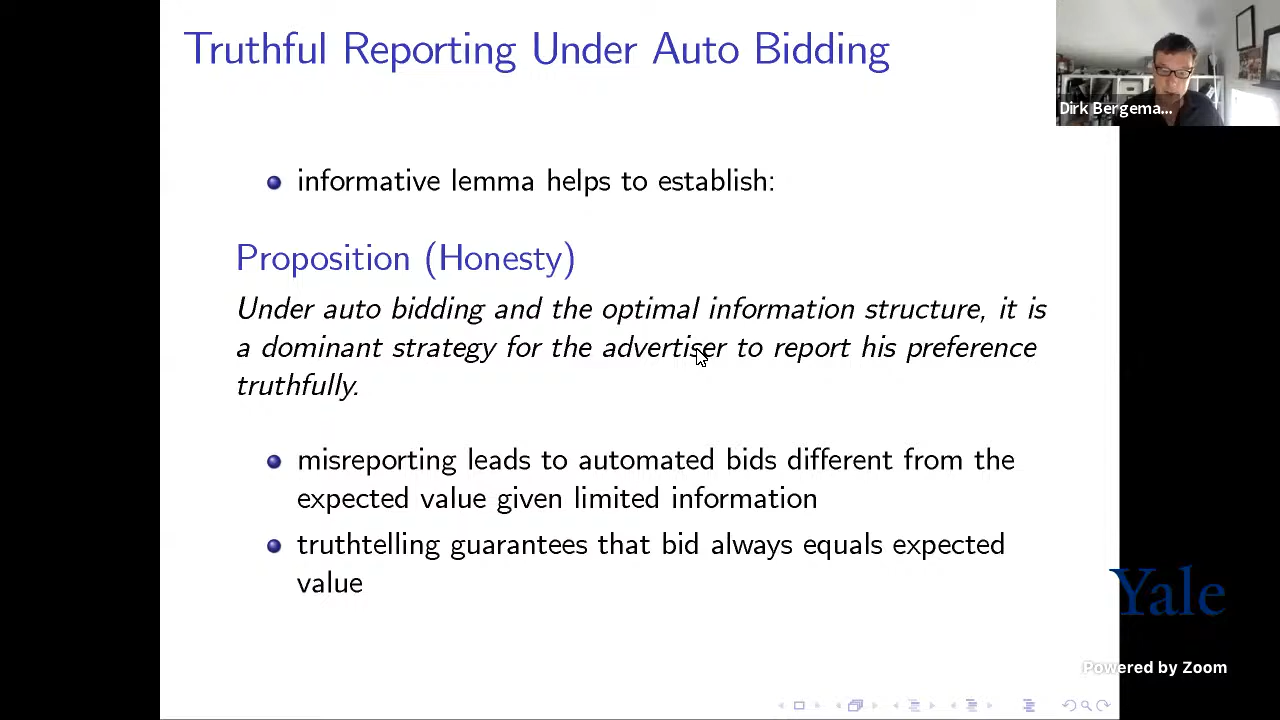 Truthful Reporting Under Auto Bidding
Dirk Bergema...
informative lemma helps to establish:
Proposition (Honesty)
Under auto bidding and the optimal information structure, it is
a dominant strategy for the advertiser to report his preference
truthfully.
misreporting leads to automated bids different from the
expected value given limited information
truthtelling guarantees that bid always equals expected
value
Yale
Powered by Zoom